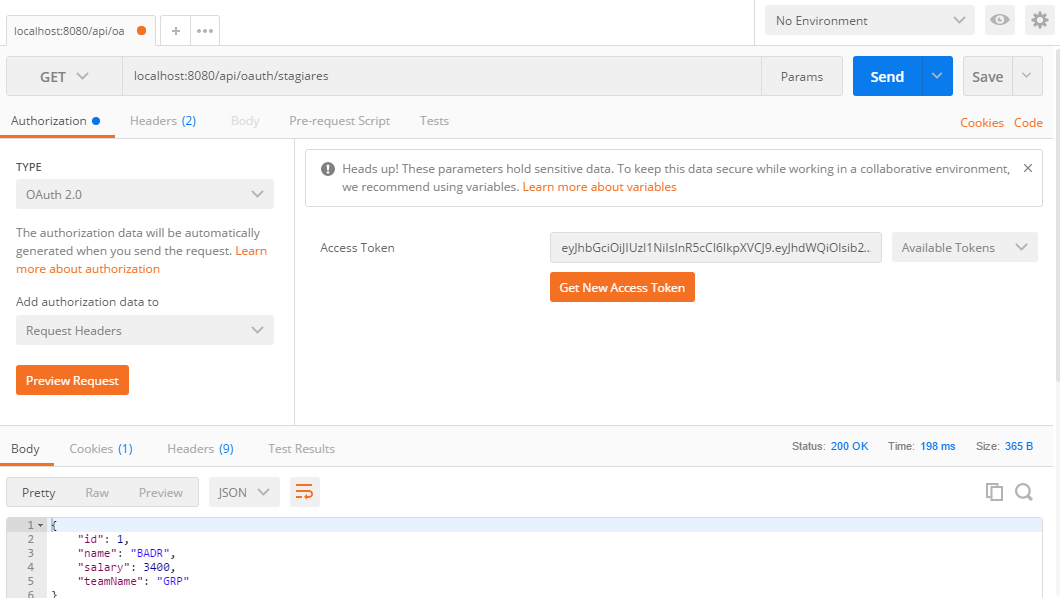 localhost:8080/api/oa
No Environment
GET
localhost:8080/api/oauth/stagiares
Params
Send
Save
Authorization
Headers (2)
Body
Pre-request Script
Tests
Cookies
Code
TYPE
OAuth 2.0
The authorization data will be automatically
generated when you send the request. Learn
more about authorization
Add authorization data to
Request Headers
Preview Request
Heads up! These parameters hold sensitive data. To keep this data secure while working in a collaborative environment,
we recommend using variables. Learn more about variables
Access Token
eyJhbGciOiJIUzI1NiIsInR5cCI6IkpXVCJ9.eyJhdWQiOlsib2...
Available Tokens
Get New Access Token
Body
Cookies (1)
Headers (9)
Test Results
Status: 200 OK
Time: 198 ms
Size: 365 B
Pretty
Raw
Preview
JSON
1 {
2 "id": 1,
3 "name": "BADR",
4 "salary": 3400,
5 "teamName": "GRP"
6 }